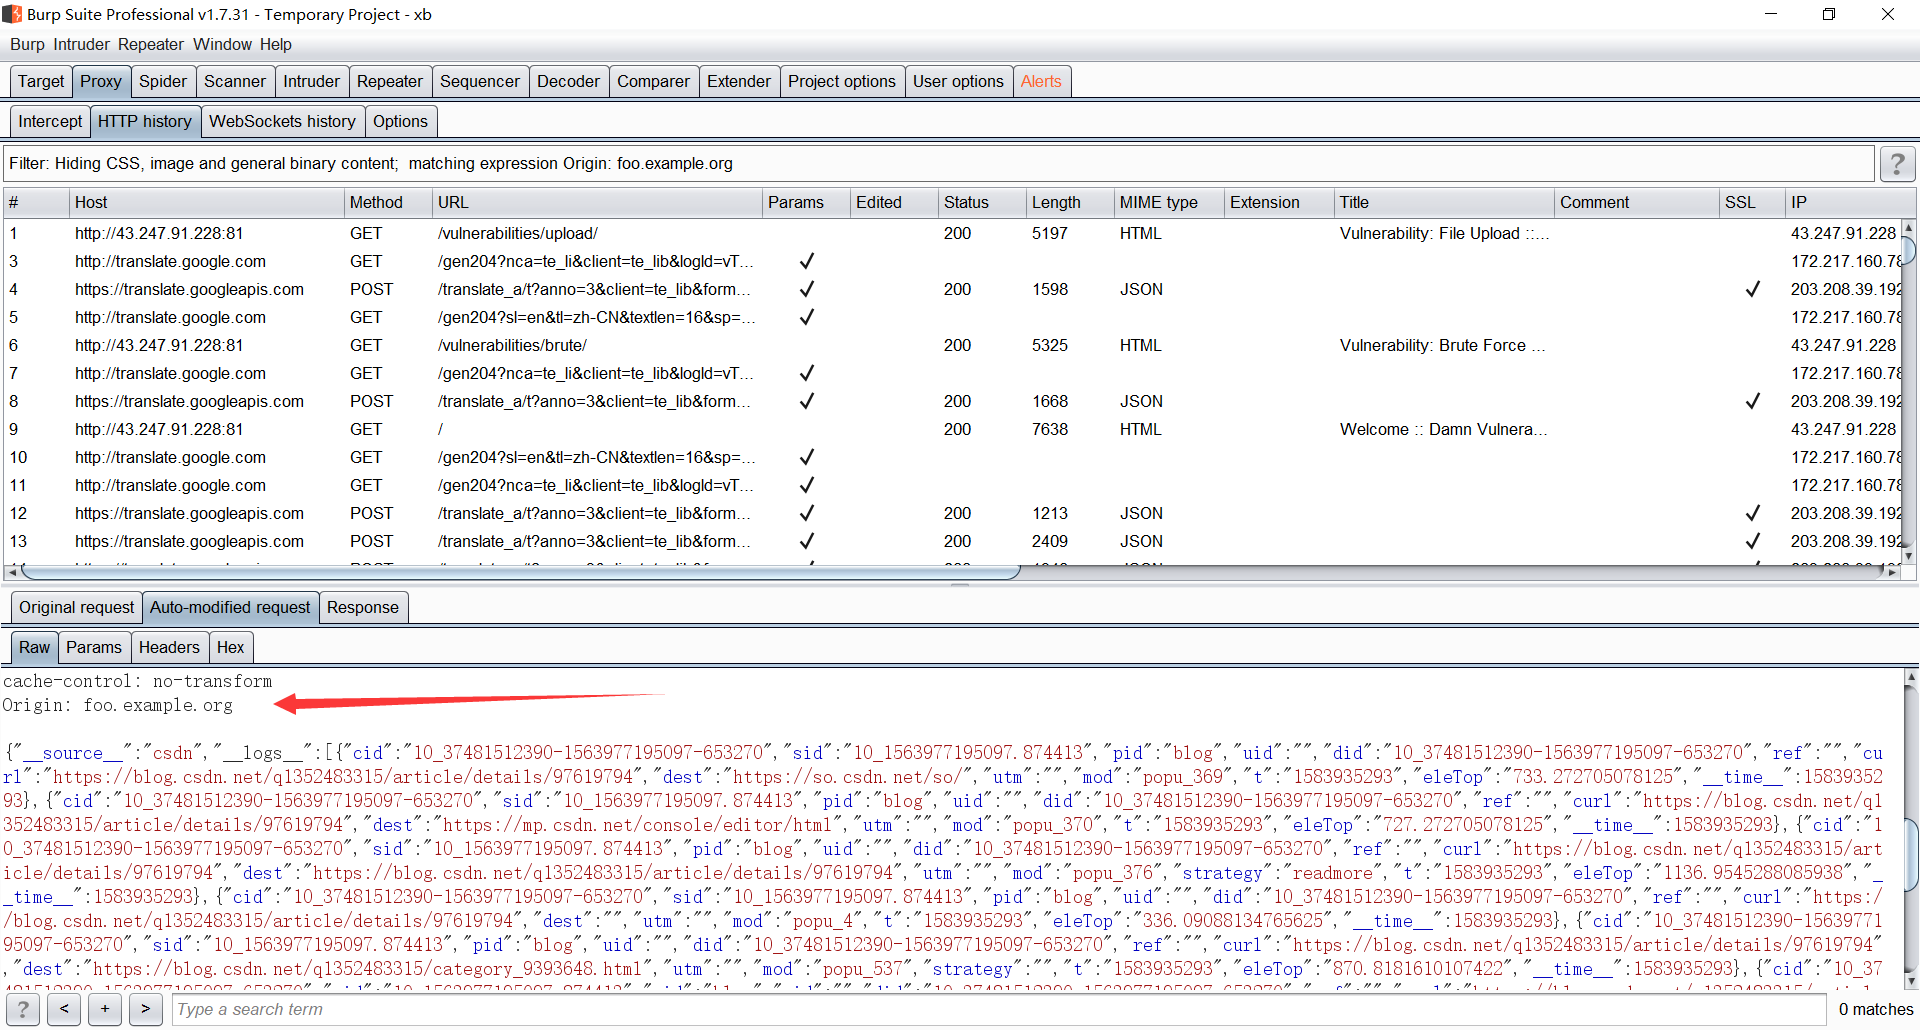 Burp Suite Professional v1.7.31 - Temporary Project - xb
Burp Intruder Repeater Window Help
Target Proxy Spider Scanner Intruder Repeater Sequencer Decoder Comparer Extender Project options User options Alerts
Intercept HTTP history WebSockets history Options
Filter: Hiding CSS, image and general binary content; matching expression Origin: foo.example.org ?
# Host Method URL Params Edited Status Length MIME type Extension Title Comment SSL IP
1 http://43.247.91.228:81 GET /vulnerabilities/upload/ 200 5197 HTML Vulnerability: File Upload ::... 43.247.91.228
3 http://translate.google.com GET /gen204?nca=te_li&client=te_lib&logld=vT... ✓ 172.217.160.78
4 https://translate.googleapis.com POST /translate_a/t?anno=3&client=te_lib&form... ✓ 200 1598 JSON ✓ 203.208.39.192
5 http://translate.google.com GET /gen204?sl=en&tl=zh-CN&textlen=16&sp=... ✓ 172.217.160.78
6 http://43.247.91.228:81 GET /vulnerabilities/brute/ 200 5325 HTML Vulnerability: Brute Force ... 43.247.91.228
7 http://translate.google.com GET /gen204?nca=te_li&client=te_lib&logld=vT... ✓ 172.217.160.78
8 https://translate.googleapis.com POST /translate_a/t?anno=3&client=te_lib&form... ✓ 200 1668 JSON ✓ 203.208.39.192
9 http://43.247.91.228:81 GET / 200 7638 HTML Welcome :: Damn Vulnera... 43.247.91.228
10 http://translate.google.com GET /gen204?sl=en&tl=zh-CN&textlen=16&sp=... ✓ 172.217.160.78
11 http://translate.google.com GET /gen204?nca=te_li&client=te_lib&logld=vT... ✓ 172.217.160.78
12 https://translate.googleapis.com POST /translate_a/t?anno=3&client=te_lib&form... ✓ 200 1213 JSON ✓ 203.208.39.192
13 https://translate.googleapis.com POST /translate_a/t?anno=3&client=te_lib&form... ✓ 200 2409 JSON ✓ 203.208.39.192
Original request Auto-modified request Response
Raw Params Headers Hex
cache-control: no-transform
Origin: foo.example.org
{"__source__":"csdn","__logs__":[{"cid":"10_37481512390-1563977195097-653270","sid":"10_1563977195097.874413","pid":"blog","uid":"","did":"10_37481512390-1563977195097-653270","ref":"","cu
rl":"https://blog.csdn.net/q1352483315/article/details/97619794","dest":"https://so.csdn.net/so/","utm":"","mod":"popu_369","t":"1583935293","eleTop":"733.272705078125","__time__":15839352
93},{"cid":"10_37481512390-1563977195097-653270","sid":"10_1563977195097.874413","pid":"blog","uid":"","did":"10_37481512390-1563977195097-653270","ref":"","curl":"https://blog.csdn.net/q1
352483315/article/details/97619794","dest":"https://mp.csdn.net/console/editor/html","utm":"","mod":"popu_370","t":"1583935293","eleTop":"727.272705078125","__time__":1583935293},{"cid":"1
0_37481512390-1563977195097-653270","sid":"10_1563977195097.874413","pid":"blog","uid":"","did":"10_37481512390-1563977195097-653270","ref":"","curl":"https://blog.csdn.net/q1352483315/art
icle/details/97619794","dest":"https://blog.csdn.net/q1352483315/article/details/97619794","utm":"","mod":"popu_376","strategy":"readmore","t":"1583935293","eleTop":"1136.9545288085938","_
_time__":1583935293},{"cid":"10_37481512390-1563977195097-653270","sid":"10_1563977195097.874413","pid":"blog","uid":"","did":"10_37481512390-1563977195097-653270","ref":"","curl":"https:/
/blog.csdn.net/q1352483315/article/details/97619794","dest":"","utm":"","mod":"popu_4","t":"1583935293","eleTop":"336.09088134765625","__time__":1583935293},{"cid":"10_37481512390-15639771
95097-653270","sid":"10_1563977195097.874413","pid":"blog","uid":"","did":"10_37481512390-1563977195097-653270","ref":"","curl":"https://blog.csdn.net/q1352483315/article/details/97619794"
,"dest":"https://blog.csdn.net/q1352483315/category_9393648.html","utm":"","mod":"popu_537","strategy":"","t":"1583935293","eleTop":"870.8181610107422","__time__":1583935293},{"cid":"10_37
? < + > Type a search term 0 matches